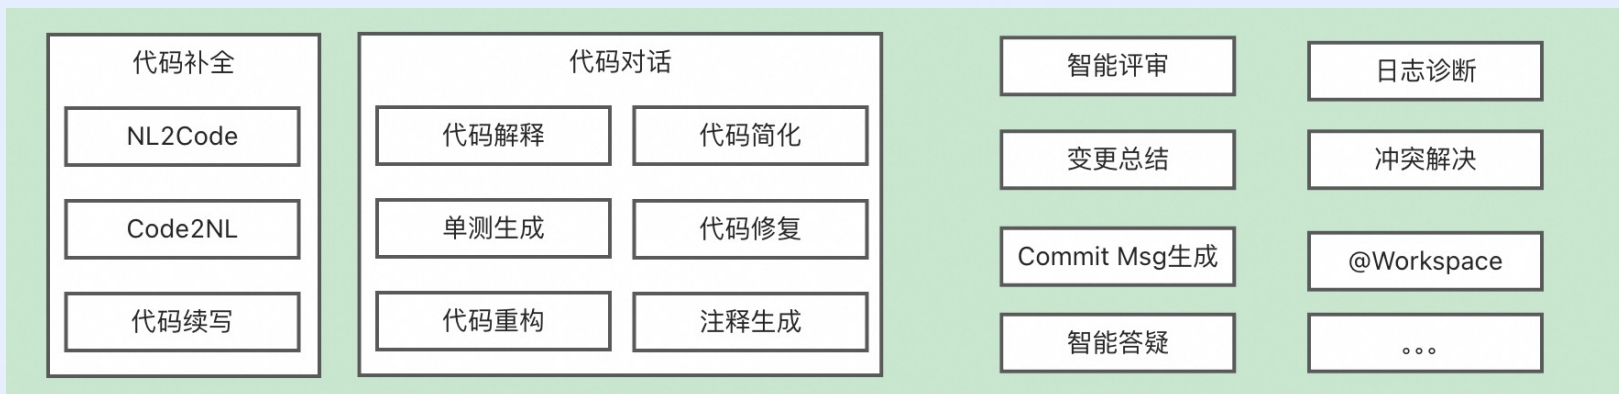 代码补全
NL2Code
Code2NL
代码续写
代码对话
代码解释
代码简化
单测生成
代码修复
代码重构
注释生成
智能评审
日志诊断
变更总结
冲突解决
Commit Msg生成
@Workspace
智能答疑
。。。